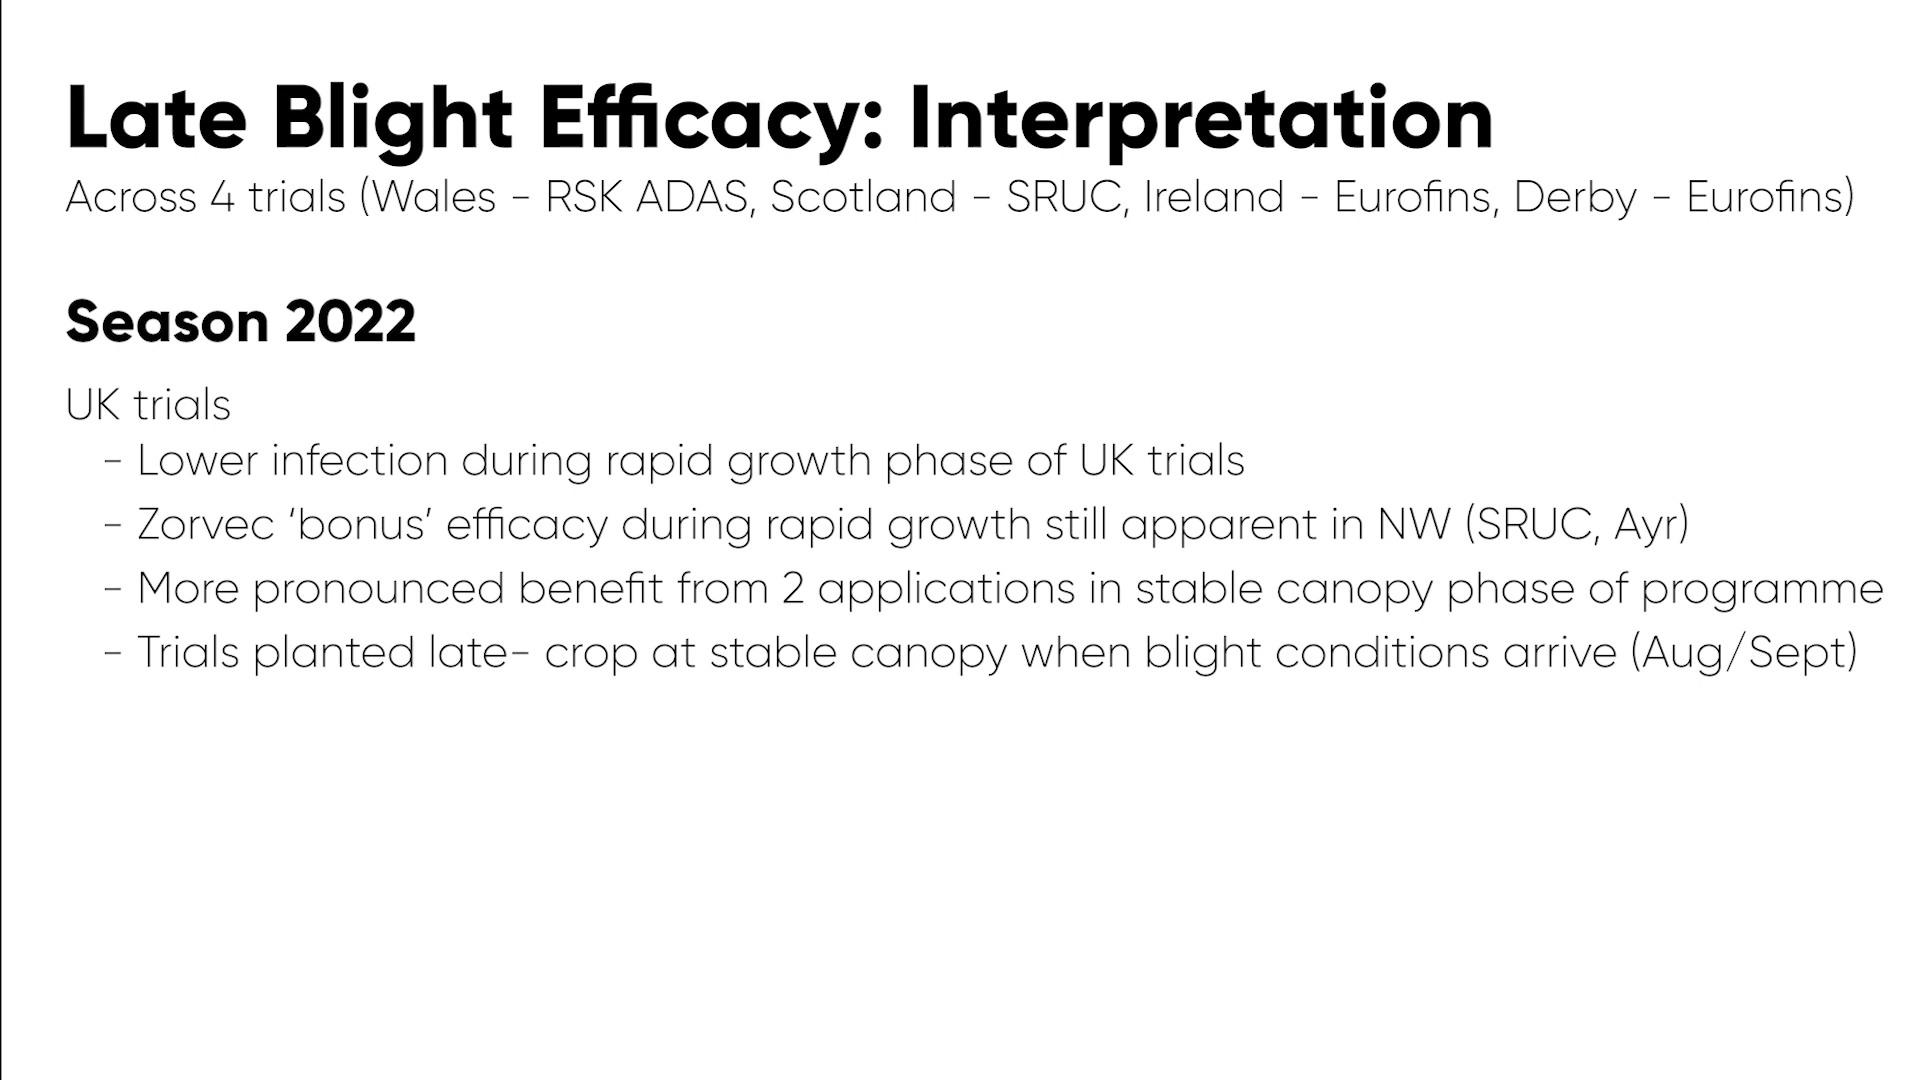 Late Blight Efficacy: Interpretation
Across 4 trials (Wales - RSK ADAS, Scotland - SRUC, Ireland - Eurofins, Derby - Eurofins)
Season 2022
UK trials
- Lower infection during rapid growth phase of UK trials
- Zorvec ‘bonus’ efficacy during rapid growth still apparent in NW (SRUC, Ayr)
- More pronounced benefit from 2 applications in stable canopy phase of programme
- Trials planted late- crop at stable canopy when blight conditions arrive (Aug/Sept)